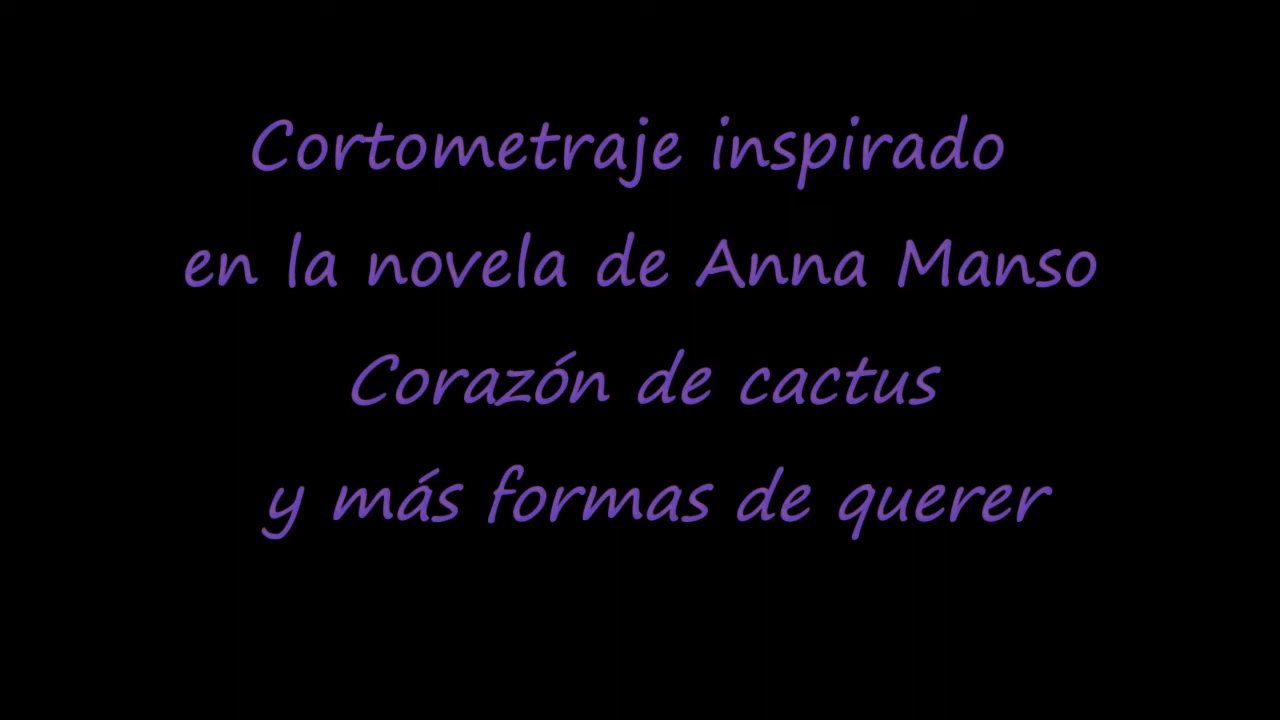 Cortometraje inspirado
en la novela de Anna Manso
Corazón de cactus
y más formas de querer